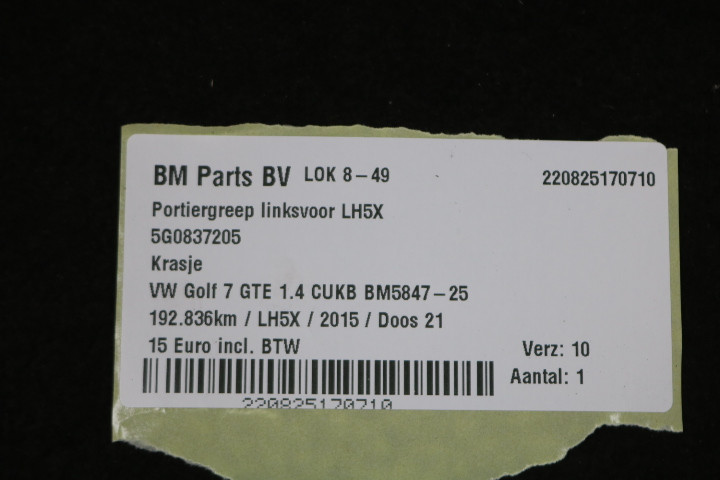 BM Parts BV LOK 8-49 220825170710
Portiergreep linksvoor LH5X
5G0837205
Krasje
VW Golf 7 GTE 1.4 CUKB BM5847-25
192.836km / LH5X / 2015 / Doos 21
15 Euro incl. BTW Verz: 10
Aantal: 1
220825170710